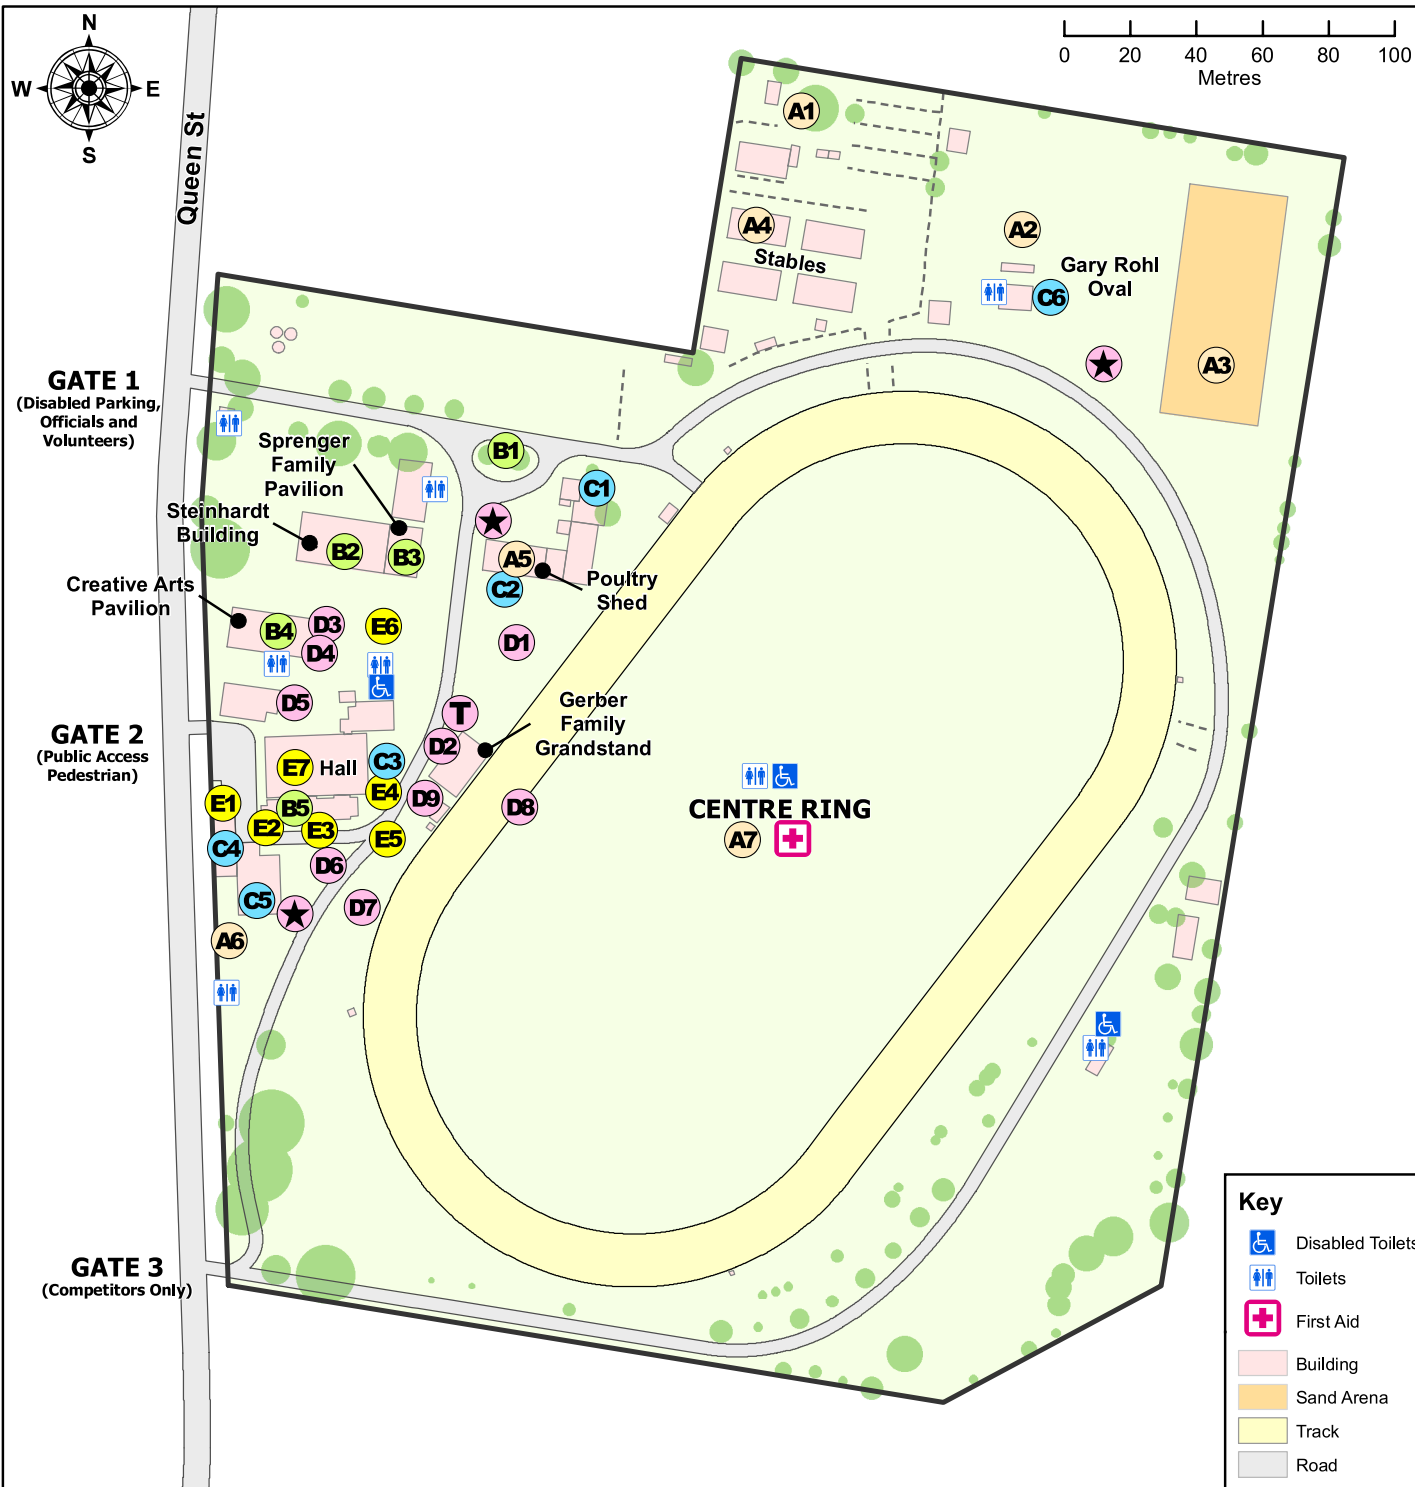 N
W
E
S
Queen St
0 20 40 60 80 100
Metres
A1
A4
Stables
A2
Gary Rohl
Oval
C6
A3
GATE 1
(Disabled Parking,
Officials and
Volunteers)
Sprenger
Family
Pavilion
B1
C1
Steinhardt
Building
B2
B3
A5
C2
Poultry
Shed
Creative Arts
Pavilion
B4
D3
D4
E6
D1
D5
T
D2
Gerber
Family
Grandstand
GATE 2
(Public Access
Pedestrian)
E7
Hall
C3
E4
D9
D8
E1
B5
E2
E3
E5
C4
D6
CENTRE RING
A7
C5
D7
A6
GATE 3
(Competitors Only)
Key
Disabled Toilets
Toilets
First Aid
Building
Sand Arena
Track
Road